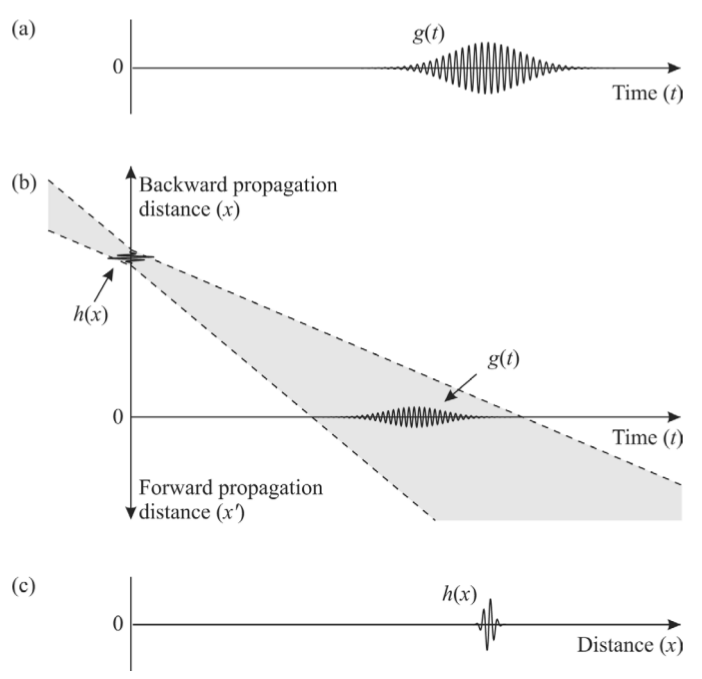 (a)
g(t)
0
Time (t)
(b)
Backward propagation
distance (x)
h(x)
g(t)
0
Time (t)
Forward propagation
distance (x′)
(c)
h(x)
0
Distance (x)